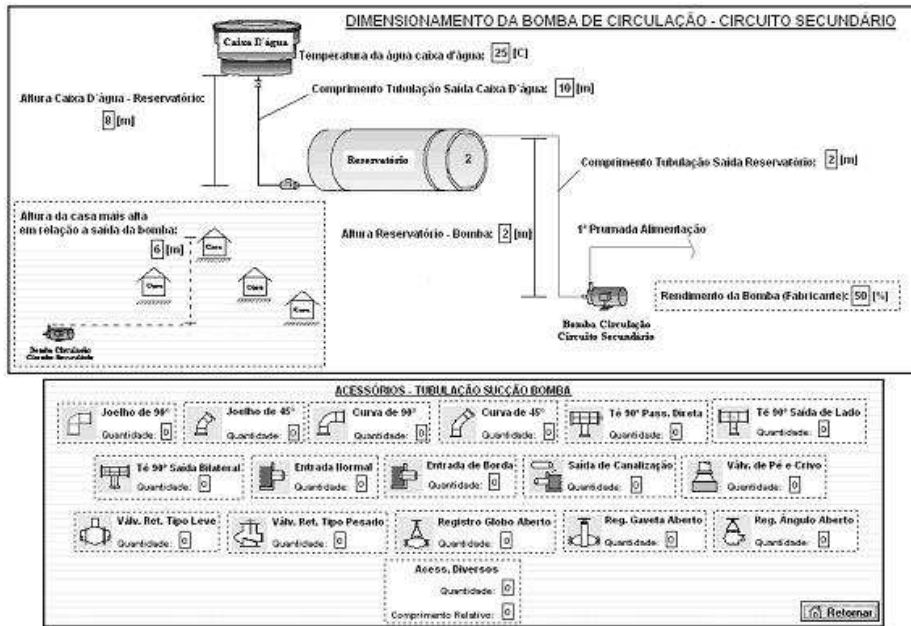 DIMENSIONAMENTO DA BOMBA DE CIRCULAÇÃO - CIRCUITO SECUNDÁRIO
Caixa D'água
Temperatura da água caixa d'água: 25 [C]
Altura Caixa D'água - Reservatório:
8 [m]
Comprimento Tubulação Saída Caixa D'água: 10 [m]
Reservatório 2
Comprimento Tubulação Saída Reservatório: 2 [m]
Altura da casa mais alta
em relação a saída da bomba:
6 [m]
Casa
Casa
Casa
Casa
Bomba Circulação
Circuito Secundário
Altura Reservatório - Bomba: 2 [m]
1ª Prumada Alimentação
Rendimento da Bomba (Fabricante): 50 [%]
Bomba Circulação
Circuito Secundário
ACESSÓRIOS - TUBULAÇÃO SUCÇÃO BOMBA
Joelho de 90°
Quantidade: 0
Joelho de 45°
Quantidade: 0
Curva de 90°
Quantidade: 0
Curva de 45°
Quantidade: 0
Tê 90° Pass. Direta
Quantidade: 0
Tê 90° Saída de Lado
Quantidade: 0
Tê 90° Saída Bilateral
Quantidade: 0
Entrada Normal
Quantidade: 0
Entrada de Borda
Quantidade: 0
Saída de Canalização
Quantidade: 0
Válv. de Pé e Crivo
Quantidade: 0
Válv. Ret. Tipo Leve
Quantidade: 0
Válv. Ret. Tipo Pesado
Quantidade: 0
Registro Globo Aberto
Quantidade: 0
Reg. Gaveta Aberto
Quantidade: 0
Reg. Ângulo Aberto
Quantidade: 0
Acess. Diversos
Quantidade: 0
Comprimento Relativo: 0
Retornar